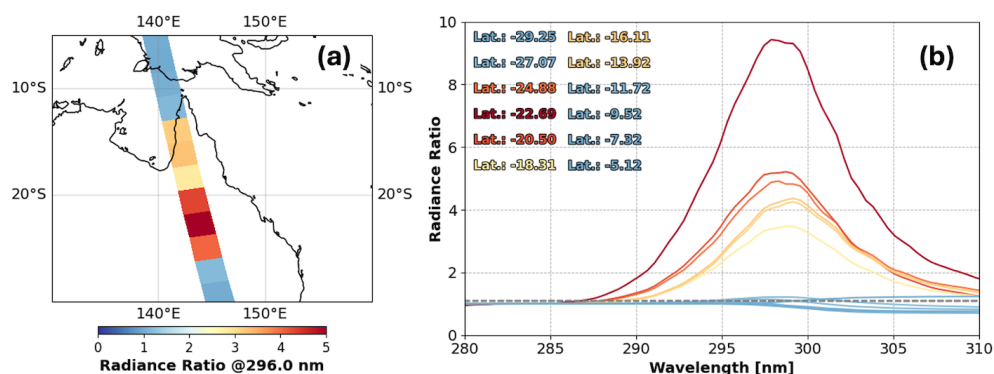 140°E 150°E
(a)
10°S
20°S
140°E 150°E
0 1 2 3 4 5
Radiance Ratio @296.0 nm
10°S
20°S
(b)
Lat.: -29.25 Lat.: -16.11
Lat.: -27.07 Lat.: -13.92
Lat.: -24.88 Lat.: -11.72
Lat.: -22.69 Lat.: -9.52
Lat.: -20.50 Lat.: -7.32
Lat.: -18.31 Lat.: -5.12
Radiance Ratio
10
8
6
4
2
0
280 285 290 295 300 305 310
Wavelength [nm]